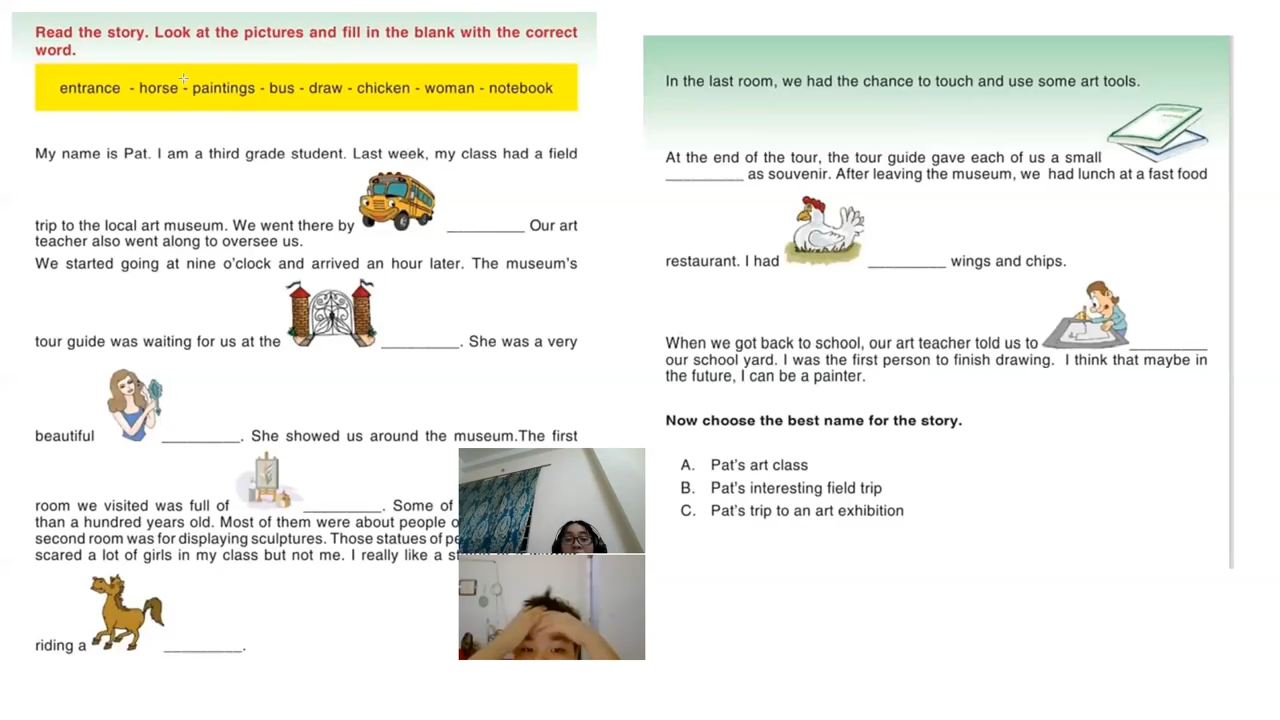 Read the story. Look at the pictures and fill in the blank with the correct
word.
entrance - horse - paintings - bus - draw - chicken - woman - notebook
My name is Pat. I am a third grade student. Last week, my class had a field
trip to the local art museum. We went there by __________ Our art
teacher also went along to oversee us.
We started going at nine o'clock and arrived an hour later. The museum's
tour guide was waiting for us at the __________. She was a very
beautiful __________. She showed us around the museum.The first
room we visited was full of __________. Some of
than a hundred years old. Most of them were about people
second room was for displaying sculptures. Those statues of
scared a lot of girls in my class but not me. I really like a
riding a __________.
In the last room, we had the chance to touch and use some art tools.
At the end of the tour, the tour guide gave each of us a small
__________ as souvenir. After leaving the museum, we had lunch at a fast food
restaurant. I had __________ wings and chips.
When we got back to school, our art teacher told us to __________
our school yard. I was the first person to finish drawing. I think that maybe in
the future, I can be a painter.
Now choose the best name for the story.
A. Pat's art class
B. Pat's interesting field trip
C. Pat's trip to an art exhibition